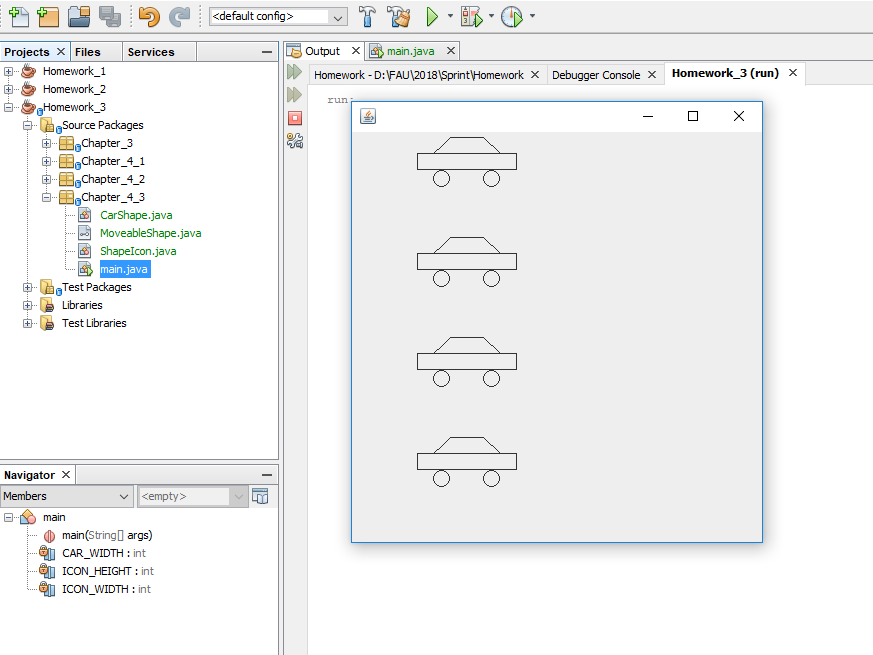 <default config>
Projects Files Services
Homework_1
Homework_2
Homework_3
Source Packages
Chapter_3
Chapter_4_1
Chapter_4_2
Chapter_4_3
CarShape.java
MoveableShape.java
ShapeIcon.java
main.java
Test Packages
Libraries
Test Libraries
Navigator
Members <empty>
main
main(String[] args)
CAR_WIDTH : int
ICON_HEIGHT : int
ICON_WIDTH : int
Output main.java
Homework - D:\FAU\2018\Sprint\Homework Debugger Console Homework_3 (run)
run: